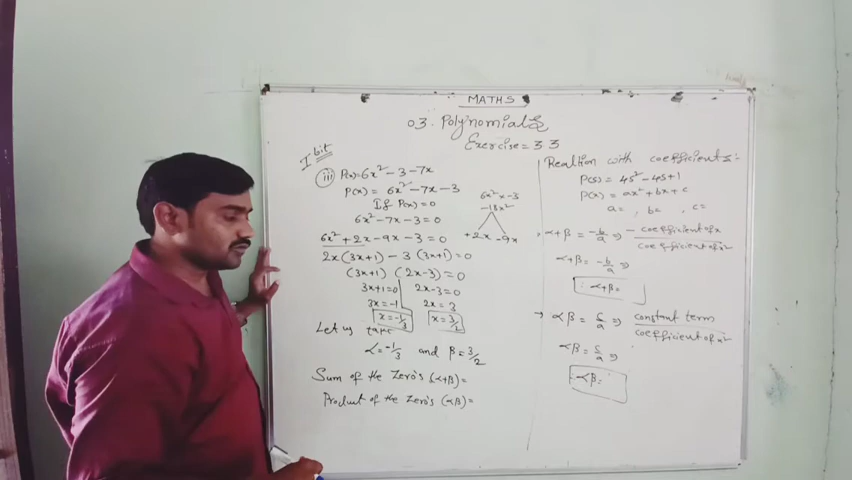 MATHS
03. Polynomials
Exercise = 3 3
I bit
(iii) P(x)=6x²-3-7x
P(x) = 6x²-7x-3
If P(x)=0
6x²-7x-3=0
6x²+2x-9x-3=0
2x(3x+1)-3(3x+1)=0
(3x+1) (2x-3)=0
3x+1=0 2x-3=0
3x=-1 2x=3
x=-1/3 x=3/2
6x²x-3
-18x²
+2x -9x
Let us take
α=-1/3 and β=3/2
Sum of the Zero's (α+β)=
Product of the Zero's (αβ)=
Realtion with coefficients:-
P(s) = 4s²-4s+1
P(x) = ax²+bx+c
a= , b= , c=
α+β = -b/a ⇒ - coefficient of x / coefficient of x²
α+β = -b/a ⇒
∴ α+β=
→ αβ = c/a ⇒ constant term / coefficient of x²
αβ = c/a ⇒
∴ αβ=